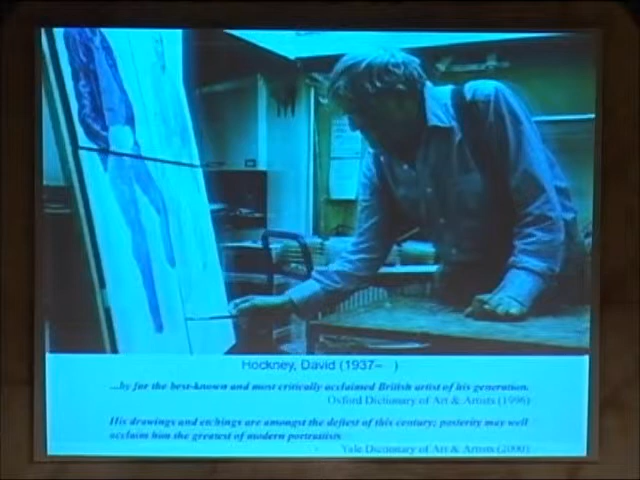 Hockney, David (1937– )
...by far the best-known and most critically acclaimed British artist of his generation.
Oxford Dictionary of Art & Artists (1996)
His drawings and etchings are amongst the deftest of this century; posterity may well
acclaim him the greatest of modern portraitists
Yale Dictionary of Art & Artists (2000)